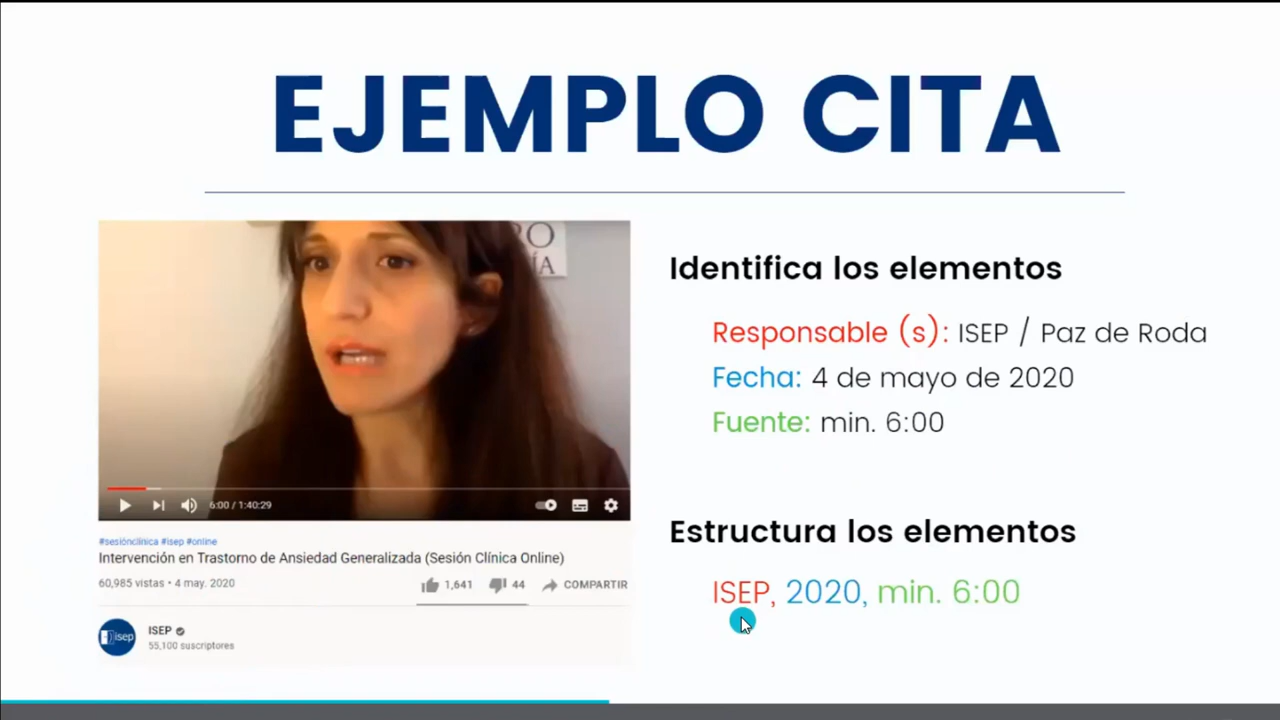 EJEMPLO CITA
RO
ÍA
6:00 / 1:40:29
#sesiónclínica #isep #online
Intervención en Trastorno de Ansiedad Generalizada (Sesión Clínica Online)
60,985 vistas • 4 may. 2020
1,641
44
COMPARTIR
isep
ISEP
55,100 suscriptores
Identifica los elementos
Responsable (s): ISEP / Paz de Roda
Fecha: 4 de mayo de 2020
Fuente: min. 6:00
Estructura los elementos
ISEP, 2020, min. 6:00